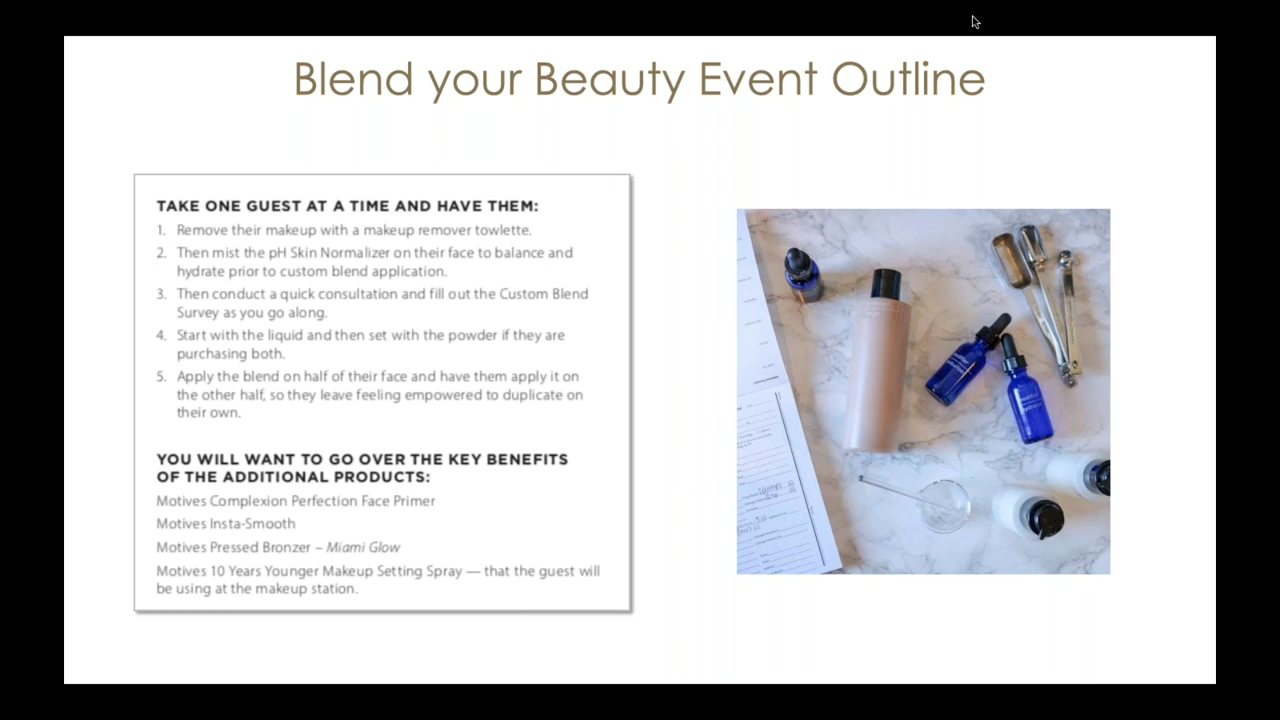 Blend your Beauty Event Outline
TAKE ONE GUEST AT A TIME AND HAVE THEM:
1. Remove their makeup with a makeup remover towlette.
2. Then mist the pH Skin Normalizer on their face to balance and
hydrate prior to custom blend application.
3. Then conduct a quick consultation and fill out the Custom Blend
Survey as you go along.
4. Start with the liquid and then set with the powder if they are
purchasing both.
5. Apply the blend on half of their face and have them apply it on
the other half, so they leave feeling empowered to duplicate on
their own.
YOU WILL WANT TO GO OVER THE KEY BENEFITS
OF THE ADDITIONAL PRODUCTS:
Motives Complexion Perfection Face Primer
Motives Insta-Smooth
Motives Pressed Bronzer – Miami Glow
Motives 10 Years Younger Makeup Setting Spray — that the guest will
be using at the makeup station.